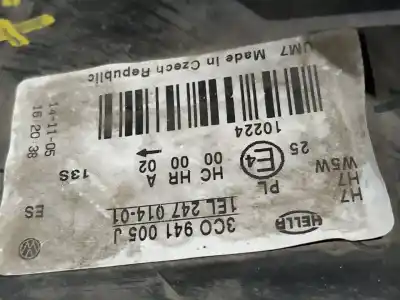 HELLA
3C0 941 005 J
1EL 247 014-01
ES
H7
H7
W5W
PL
HC HR A
00 00 02
13S
E4
25
10224
14-11-05
16 20 38
UM7 Made in Czech Republic